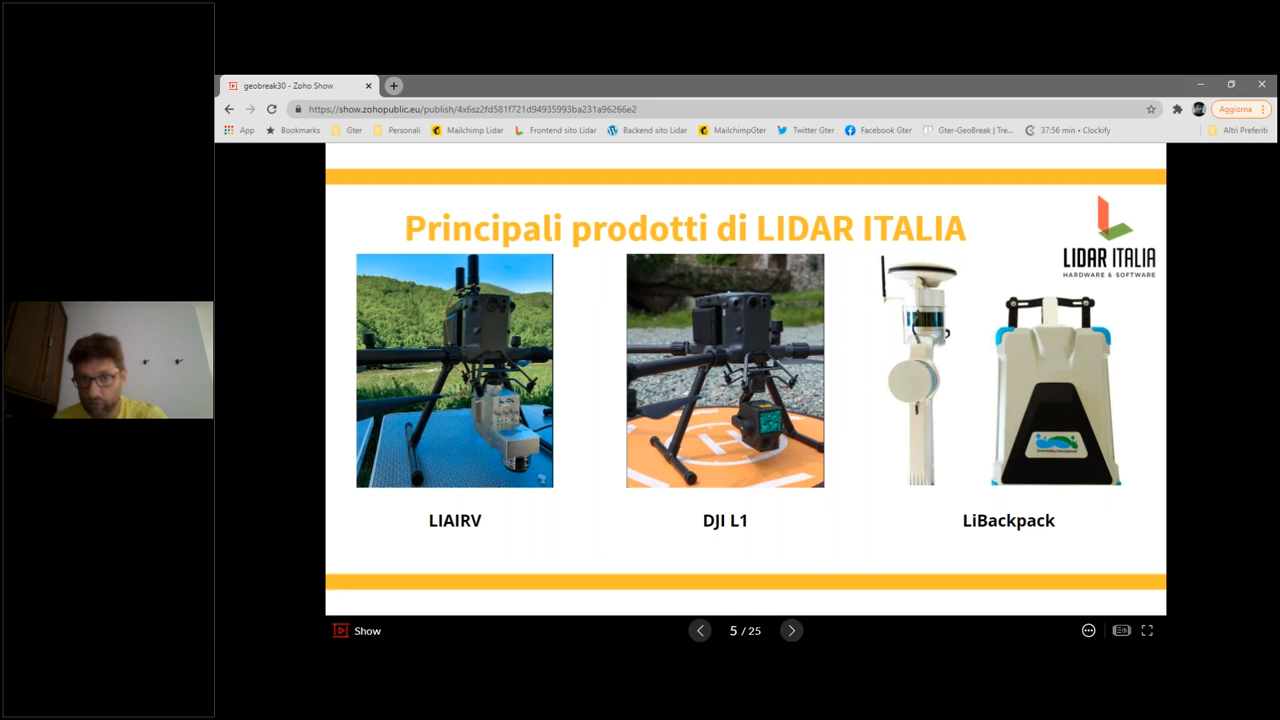 geobreak30 - Zoho Show
https://show.zohopublic.eu/publish/4x6sz2fd581f721d94935993ba231a96266e2
Aggiorna
App Bookmarks Gter Personali Mailchimp Lidar Frontend sito Lidar Backend sito Lidar MailchimpGter Twitter Gter Facebook Gter Gter-GeoBreak | Tre... 37:56 min • Clockify Altri Preferiti
Principali prodotti di LIDAR ITALIA
LIDAR ITALIA
HARDWARE & SOFTWARE
LIAIRV
DJI L1
LiBackpack
Show
5 / 25